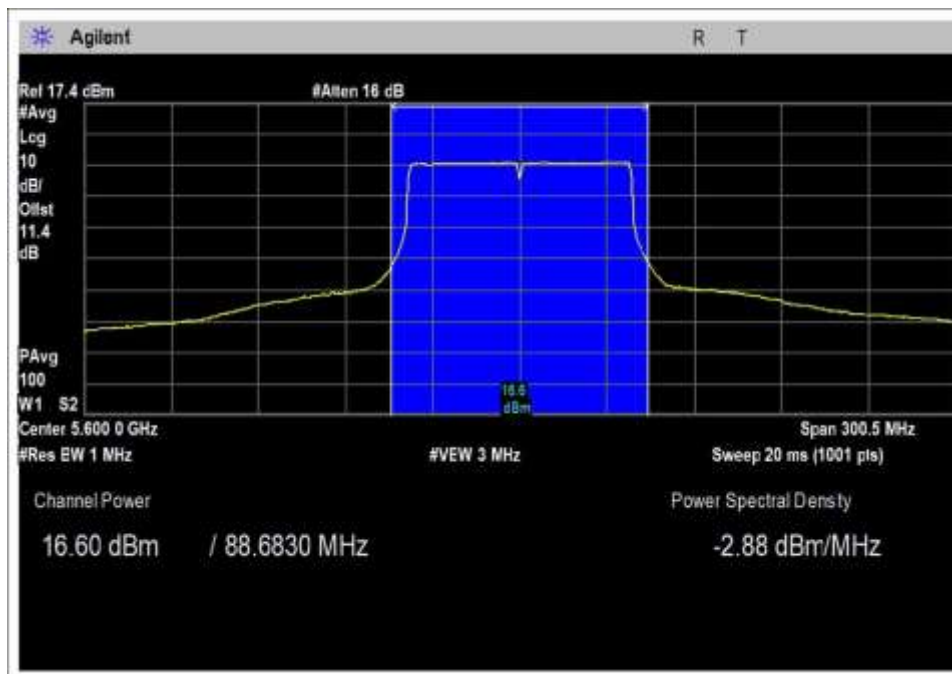 Agilent R T
Ref 17.4 dBm #Atten 16 dB
#Avg
Log
10
dB/
Offst
11.4
dB
16.6
dBm
PAvg
100
W1 S2
Center 5.600 0 GHz Span 300.5 MHz
#Res BW 1 MHz #VBW 3 MHz Sweep 20 ms (1001 pts)
Channel Power Power Spectral Density
16.60 dBm / 88.6830 MHz -2.88 dBm/MHz